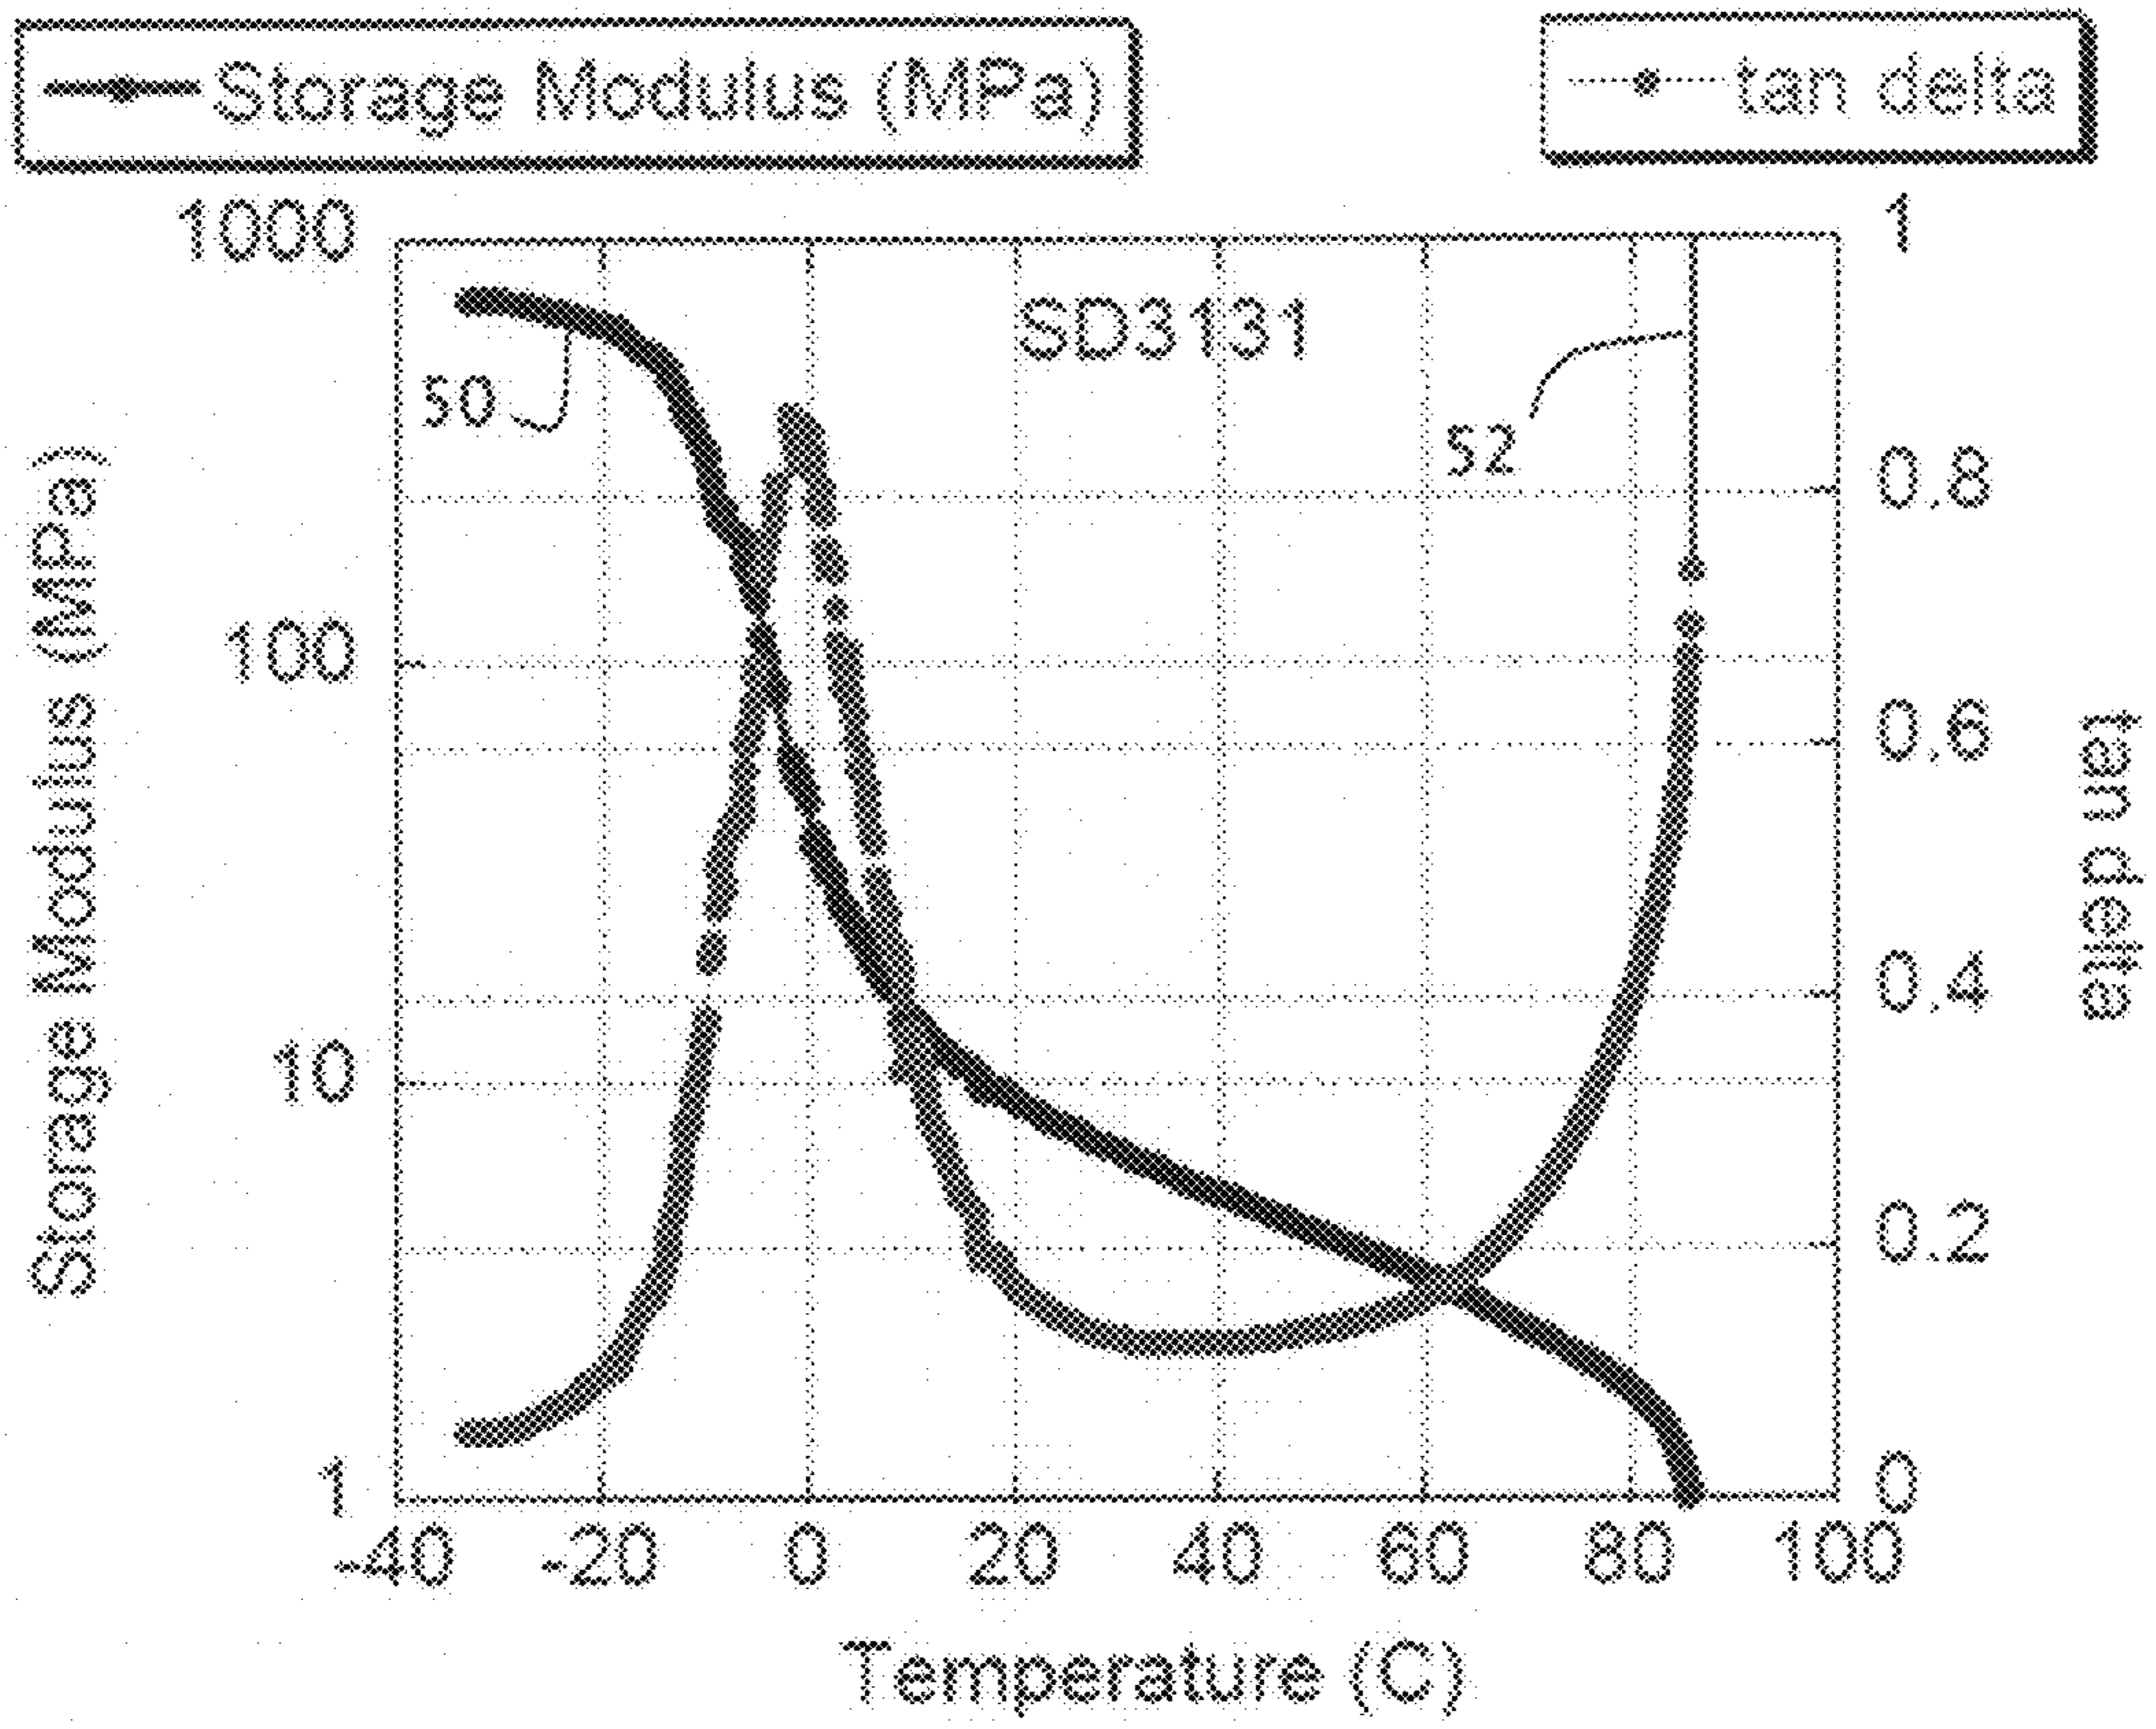 Storage Modulus (MPa)
tan delta
SD3131
50
52
Storage Modulus (MPa)
1000
100
10
1
1
0.8
0.6
0.4
0.2
0
tan delta
-40 -20 0 20 40 60 80 100
Temperature (C)